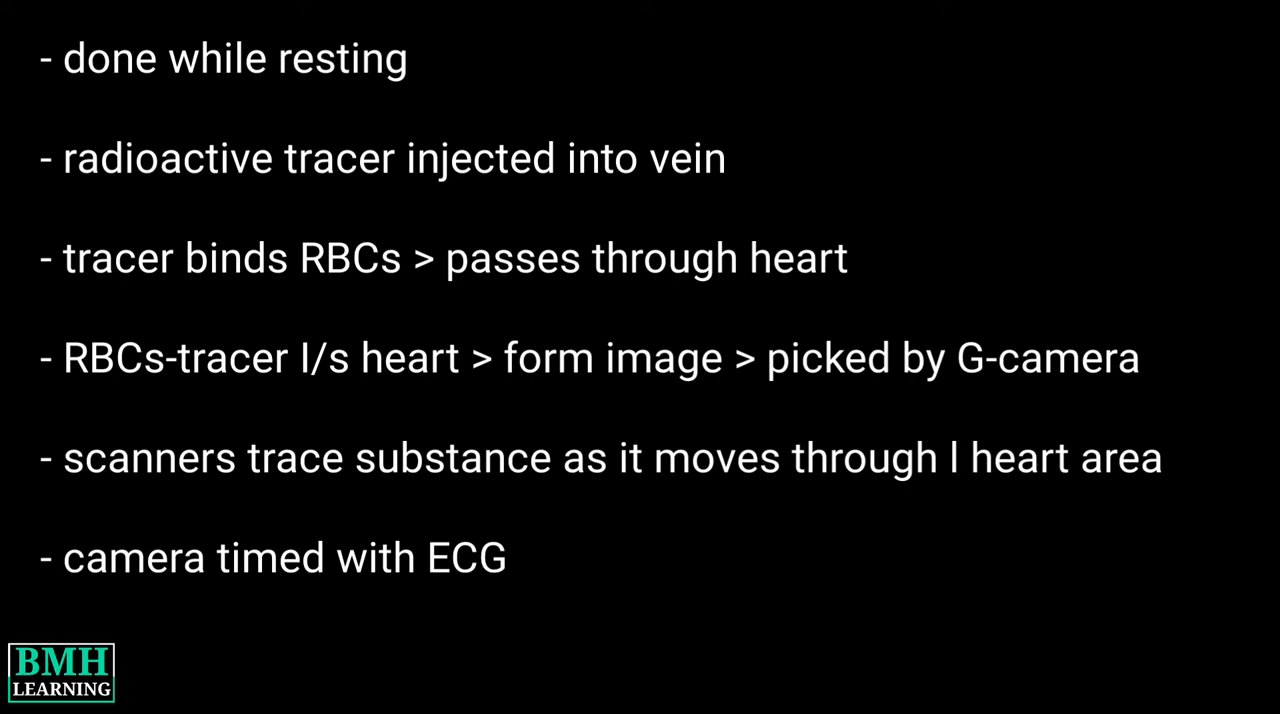 - done while resting
- radioactive tracer injected into vein
- tracer binds RBCs > passes through heart
- RBCs-tracer I/s heart > form image > picked by G-camera
- scanners trace substance as it moves through l heart area
- camera timed with ECG
BMH
LEARNING